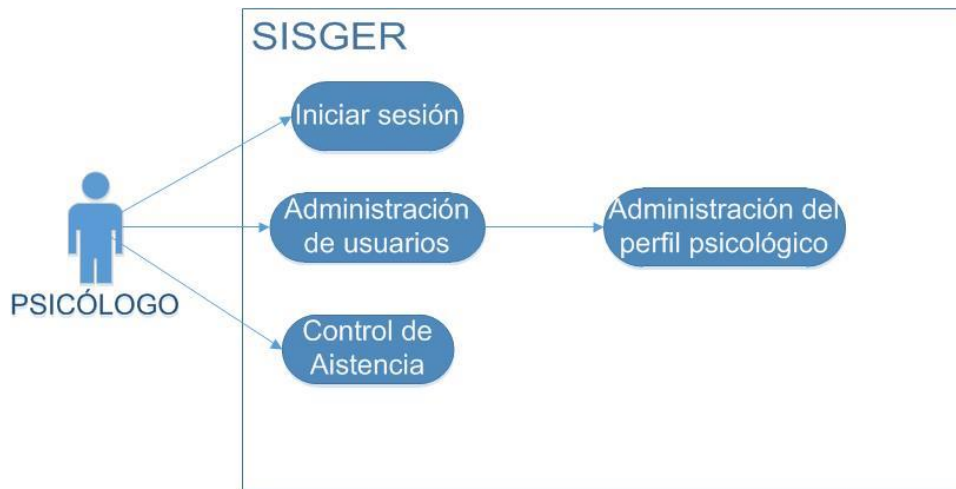 SISGER
Iniciar sesión
Administración
de usuarios
Administración del
perfil psicológico
PSICÓLOGO
Control de
Aistencia